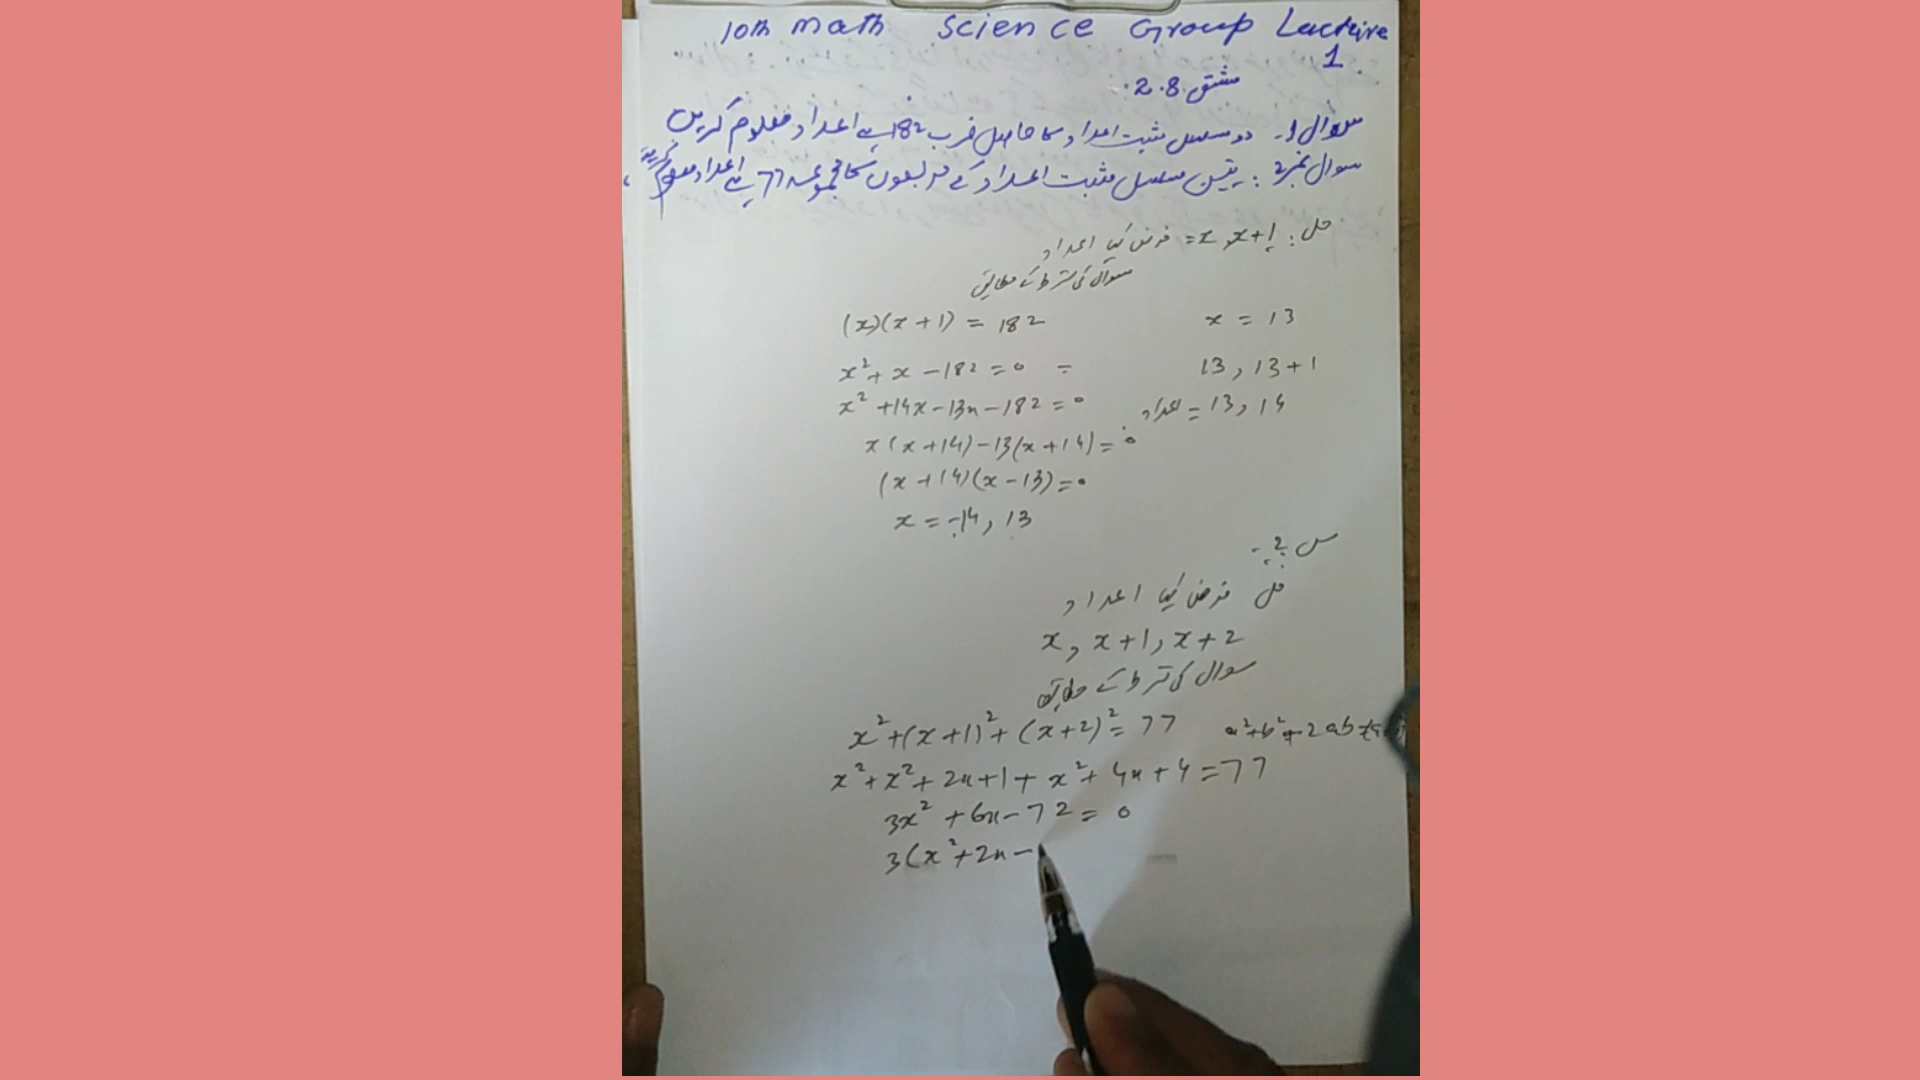 10th math Science Group Lecture
1
مشق 2.8
سوال 1۔ دو مسلسل مثبت اعداد کا حاصل ضرب 182 ہے اعداد معلوم کریں
سوال نمبر 2: تین مسلسل مثبت اعداد کے مربعوں کا مجموعہ 77 ہے اعداد معلوم کریں
حل: فرض کیا اعداد = x, x+1
سوال کی شرط کے مطابق
(x)(x+1) = 182
x² + x - 182 = 0 =
x² + 14x - 13x - 182 = 0
x(x+14) - 13(x+14) = 0
(x+14)(x-13) = 0
x = -14, 13
x = 13
13, 13+1
اعداد = 13, 14
س 2۔
حل فرض کیا اعداد
x, x+1, x+2
سوال کی شرط کے مطابق
x² + (x+1)² + (x+2)² = 77 a² + b² + 2ab
x² + x² + 2x + 1 + x² + 4x + 4 = 77
3x² + 6x - 72 = 0
3(x² + 2x -